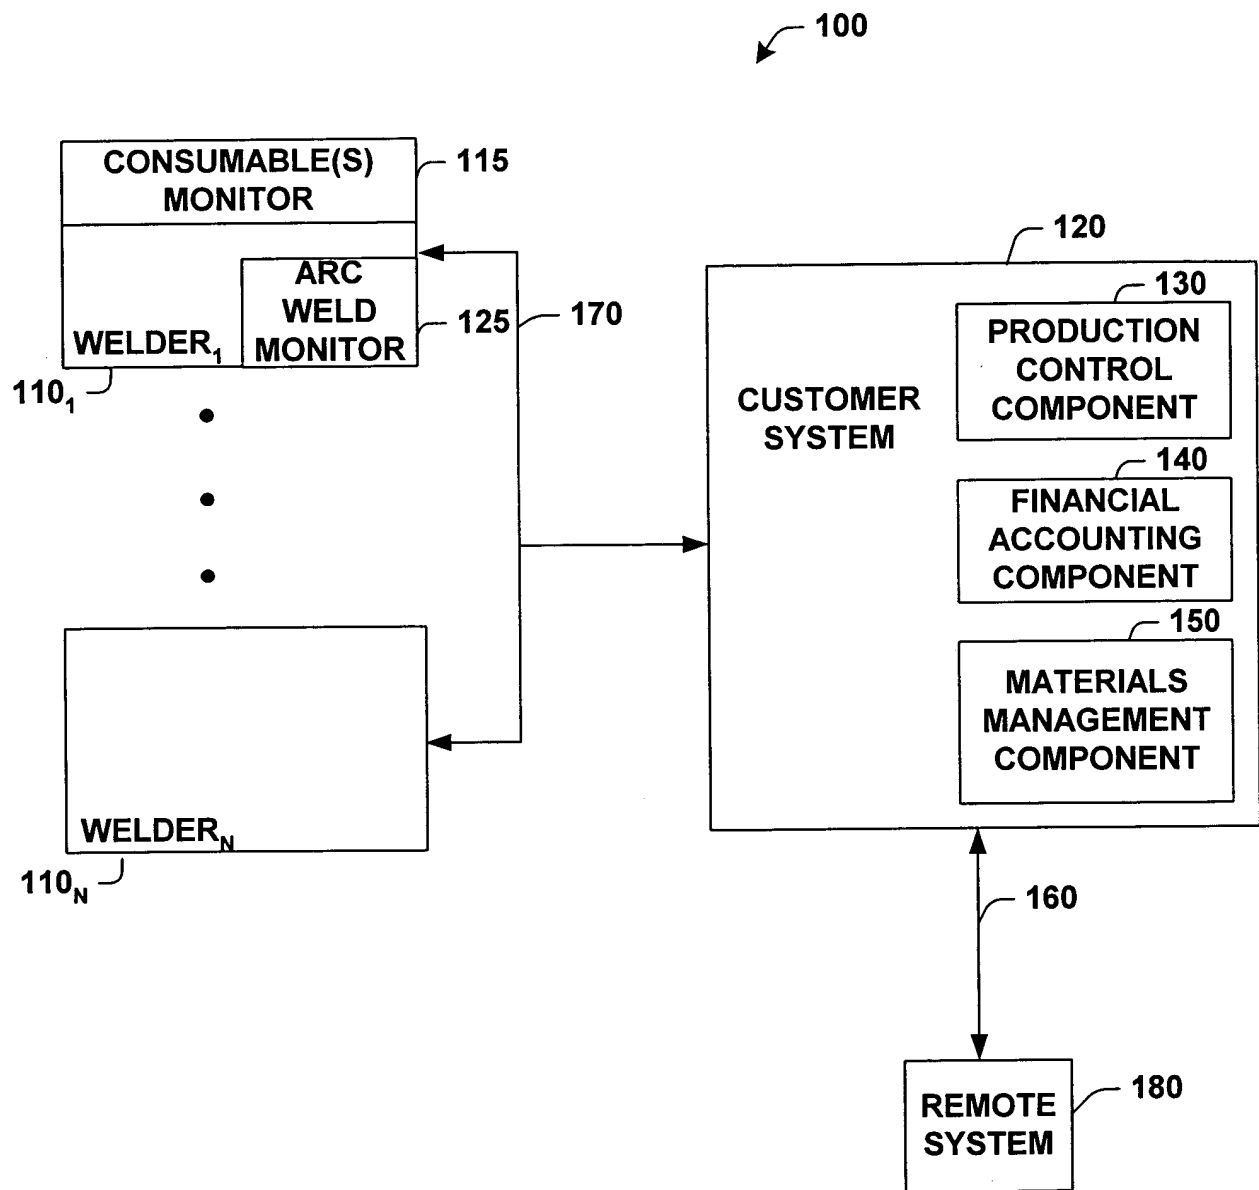 100
CONSUMABLE(S)
MONITOR
115
ARC
WELD
MONITOR
125
WELDER1
1101
170
120
CUSTOMER
SYSTEM
130
PRODUCTION
CONTROL
COMPONENT
140
FINANCIAL
ACCOUNTING
COMPONENT
150
MATERIALS
MANAGEMENT
COMPONENT
WELDERN
110N
160
REMOTE
SYSTEM
180